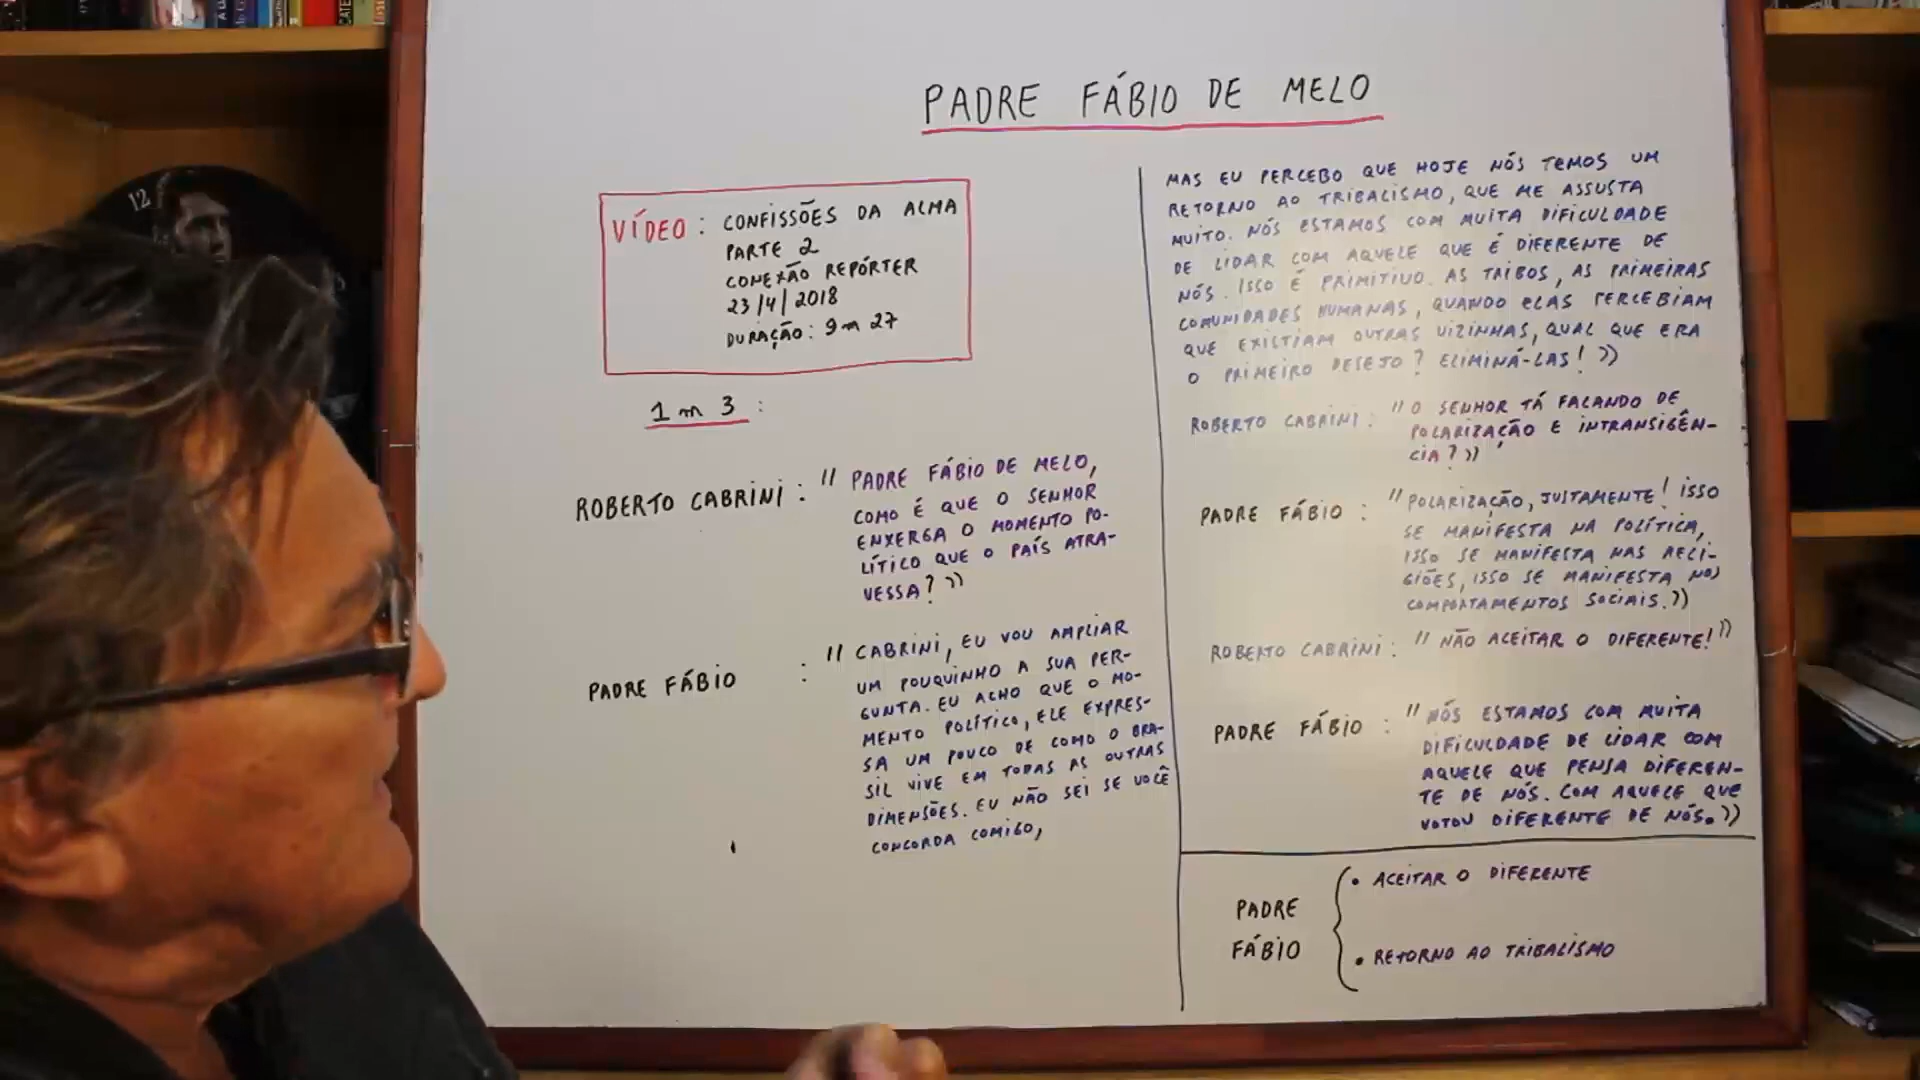 PADRE FÁBIO DE MELO
VÍDEO: CONFISSÕES DA ALMA
PARTE 2
CONEXÃO REPÓRTER
23/4/2018
DURAÇÃO: 9m 27
1 m 3 :
ROBERTO CABRINI: "PADRE FÁBIO DE MELO,
COMO É QUE O SENHOR
ENXERGA O MOMENTO PO-
LÍTICO QUE O PAÍS ATRA-
VESSA?"
PADRE FÁBIO : "CABRINI, EU VOU AMPLIAR
UM POUQUINHO A SUA PER-
GUNTA. EU ACHO QUE O MO-
MENTO POLÍTICO, ELE EXPRES-
SA UM POUCO DE COMO O BRA-
SIL VIVE EM TODAS AS OUTRAS
DIMENSÕES. EU NÃO SEI SE VOCÊ
CONCORDA COMIGO,
MAS EU PERCEBO QUE HOJE NÓS TEMOS UM
RETORNO AO TRIBALISMO, QUE ME ASSUSTA
MUITO. NÓS ESTAMOS COM MUITA DIFICULDADE
DE LIDAR COM AQUELE QUE É DIFERENTE DE
NÓS. ISSO É PRIMITIVO. AS TRIBOS, AS PRIMEIRAS
COMUNIDADES HUMANAS, QUANDO ELAS PERCEBIAM
QUE EXISTIAM OUTRAS VIZINHAS, QUAL QUE ERA
O PRIMEIRO DESEJO? ELIMINÁ-LAS!"
ROBERTO CABRINI: "O SENHOR TÁ FALANDO DE
POLARIZAÇÃO E INTRANSIGÊN-
CIA?"
PADRE FÁBIO : "POLARIZAÇÃO, JUSTAMENTE! ISSO
SE MANIFESTA NA POLÍTICA,
ISSO SE MANIFESTA NAS RELI-
GIÕES, ISSO SE MANIFESTA NOS
COMPORTAMENTOS SOCIAIS."
ROBERTO CABRINI: "NÃO ACEITAR O DIFERENTE!"
PADRE FÁBIO : "NÓS ESTAMOS COM MUITA
DIFICULDADE DE LIDAR COM
AQUELE QUE PENSA DIFEREN-
TE DE NÓS. COM AQUELE QUE
VOTOU DIFERENTE DE NÓS."
PADRE
FÁBIO
• ACEITAR O DIFERENTE
• RETORNO AO TRIBALISMO
12